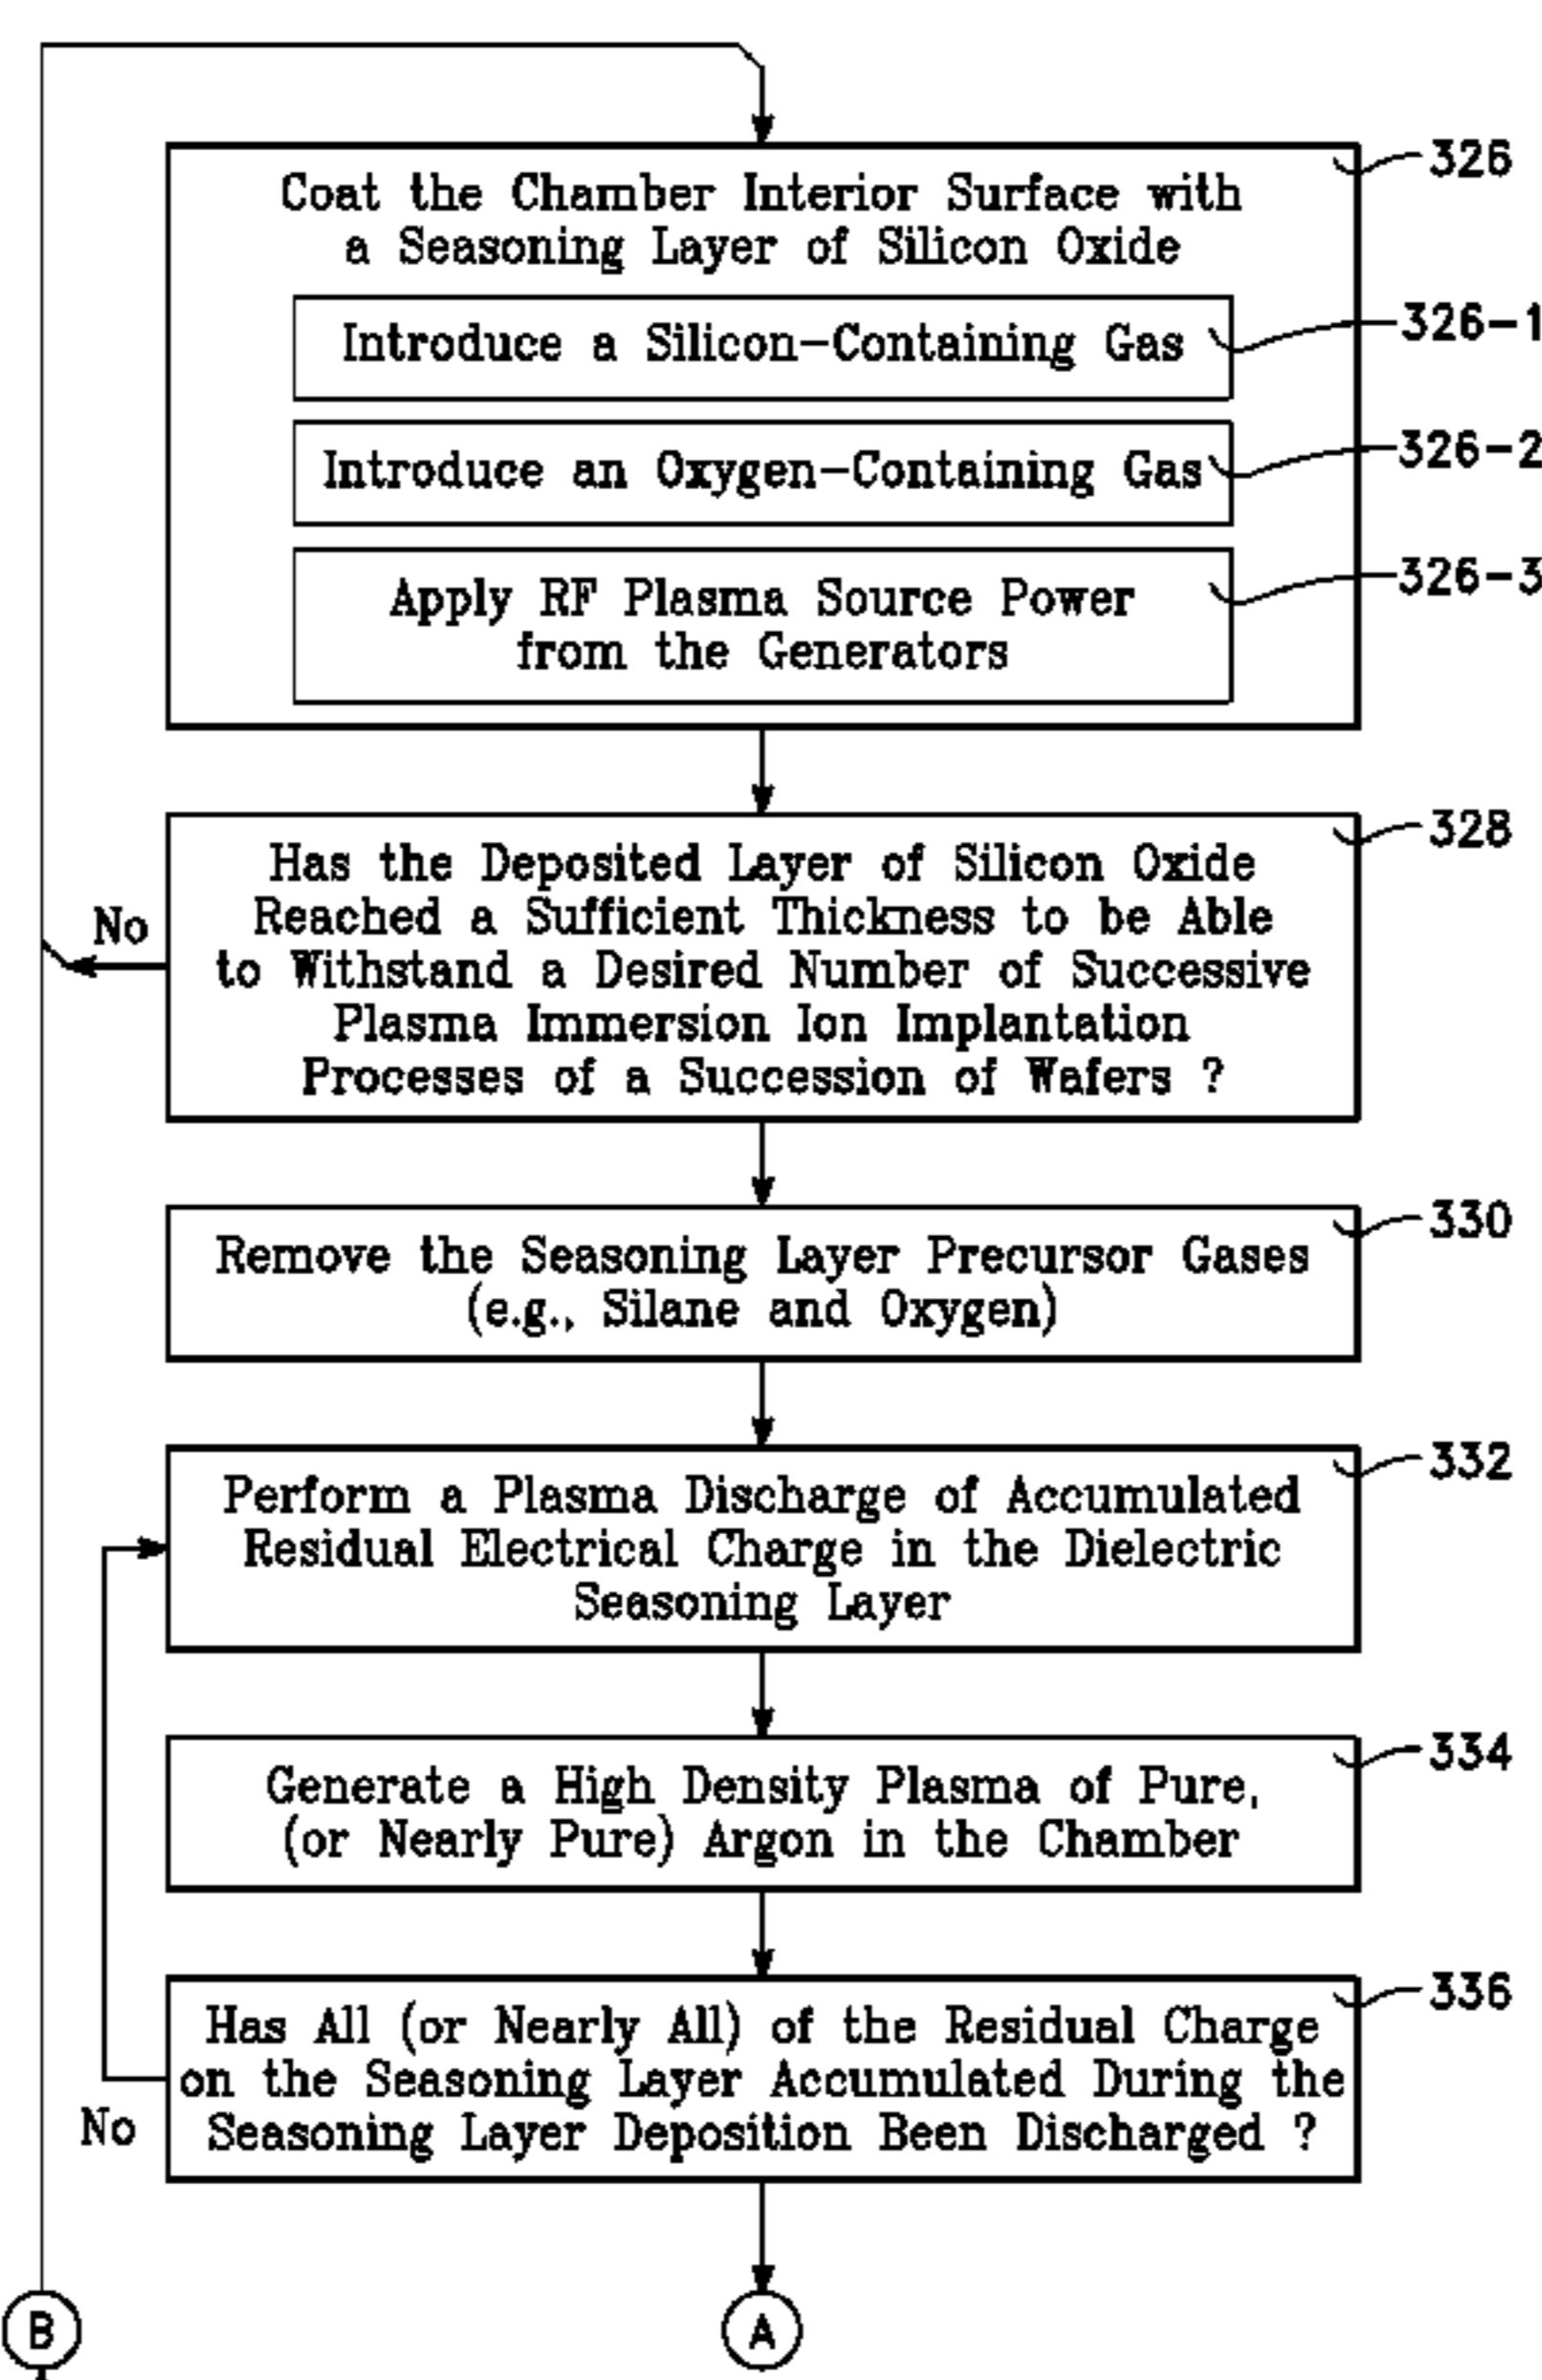 326
Coat the Chamber Interior Surface with
a Seasoning Layer of Silicon Oxide
Introduce a Silicon-Containing Gas
326-1
Introduce an Oxygen-Containing Gas
326-2
Apply RF Plasma Source Power
from the Generators
326-3
328
Has the Deposited Layer of Silicon Oxide
Reached a Sufficient Thickness to be Able
to Withstand a Desired Number of Successive
Plasma Immersion Ion Implantation
Processes of a Succession of Wafers ?
No
330
Remove the Seasoning Layer Precursor Gases
(e.g., Silane and Oxygen)
332
Perform a Plasma Discharge of Accumulated
Residual Electrical Charge in the Dielectric
Seasoning Layer
334
Generate a High Density Plasma of Pure,
(or Nearly Pure) Argon in the Chamber
336
Has All (or Nearly All) of the Residual Charge
on the Seasoning Layer Accumulated During the
Seasoning Layer Deposition Been Discharged ?
No
B
A